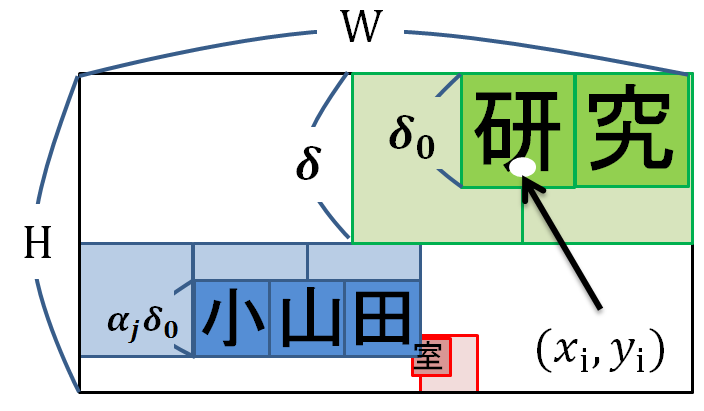 W
δ₀ 研究
δ
H
αⱼδ₀ 小山田
室
(xᵢ, yᵢ)